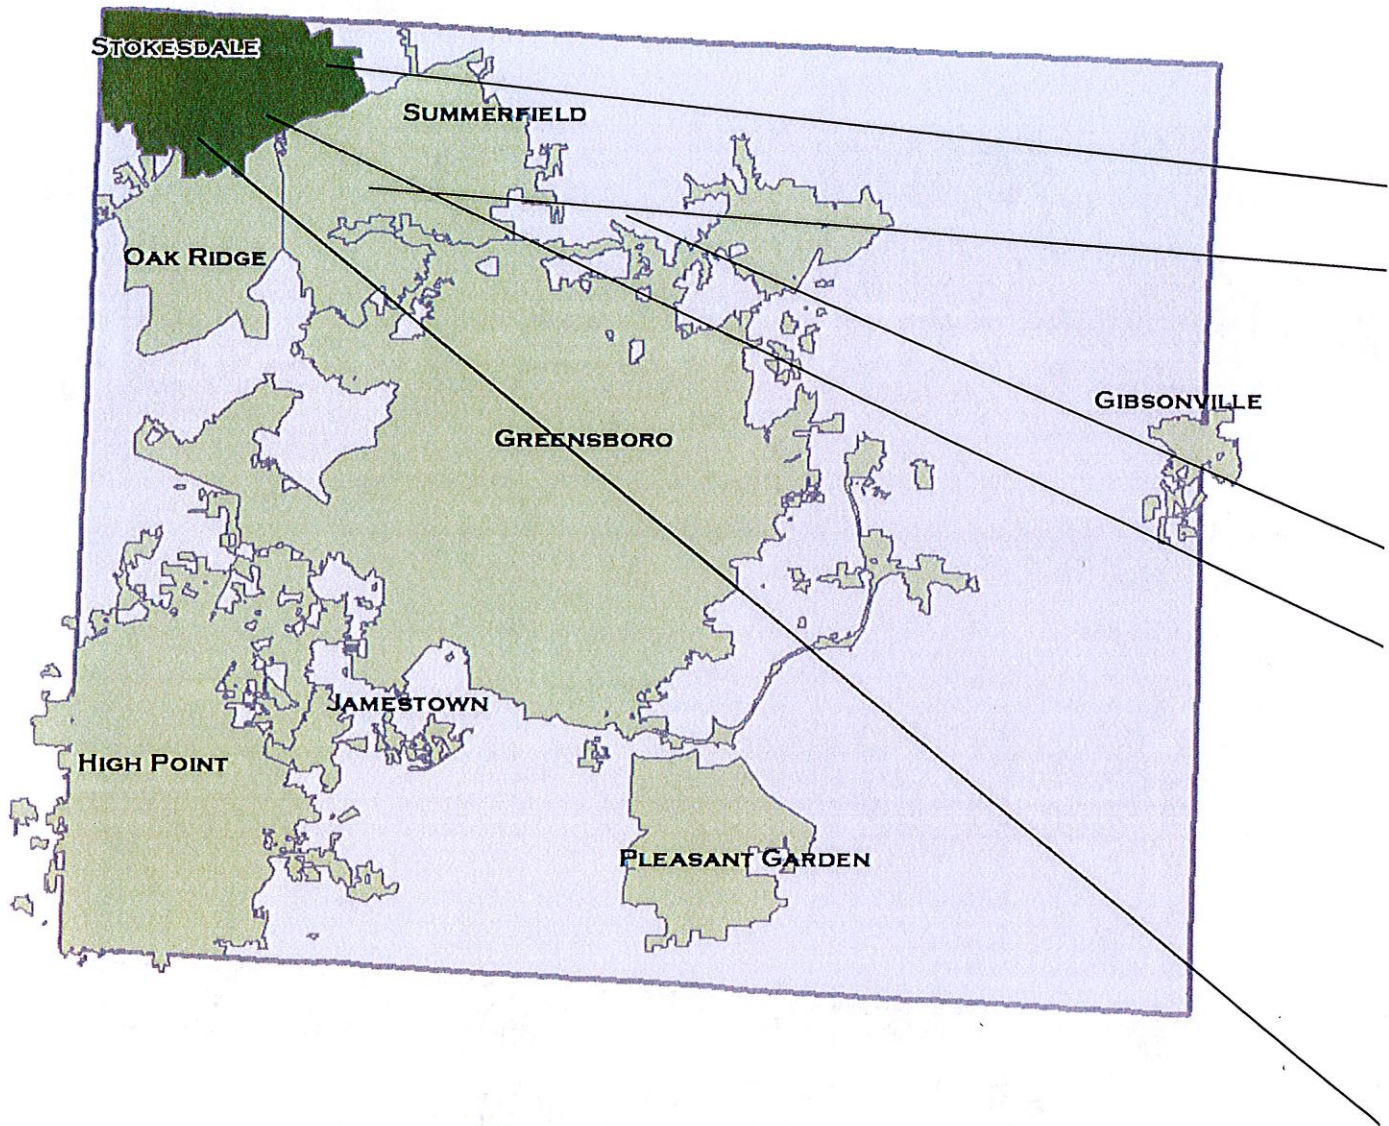 STOKESDALE
SUMMERFIELD
OAK RIDGE
GIBSONVILLE
GREENSBORO
JAMESTOWN
HIGH POINT
PLEASANT GARDEN